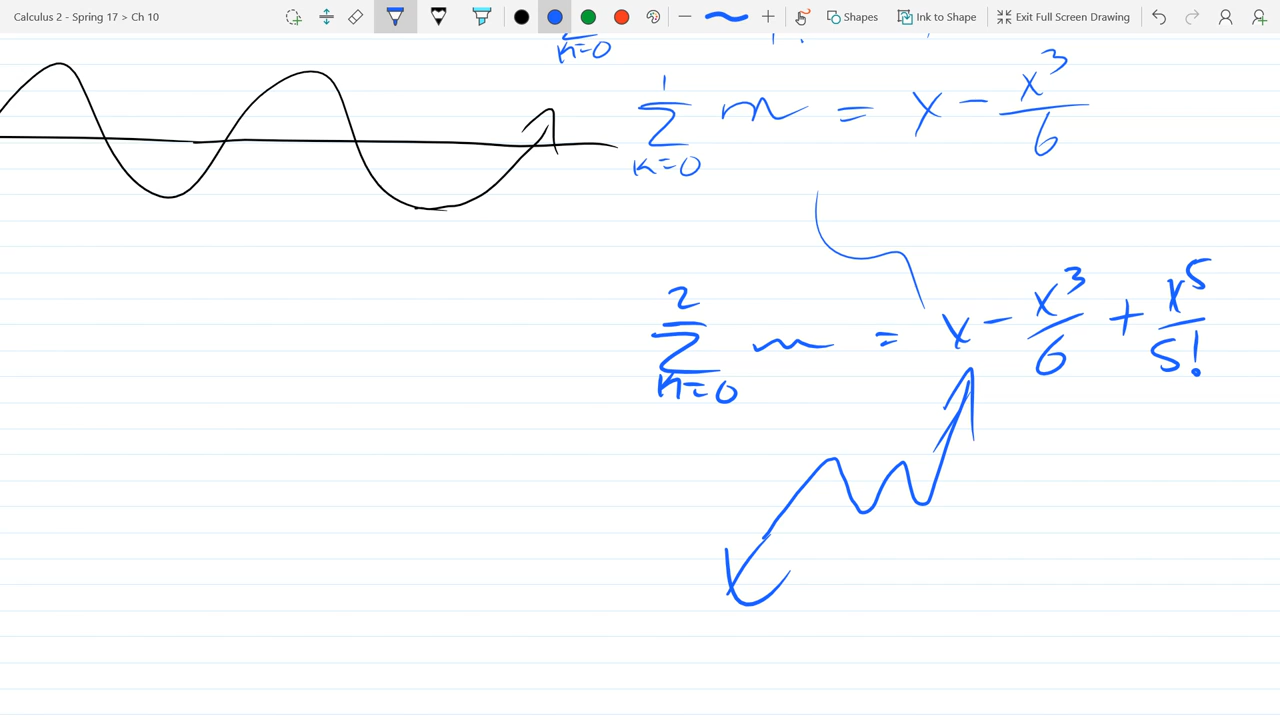 Calculus 2 - Spring 17 > Ch 10
Shapes
Ink to Shape
Exit Full Screen Drawing
K=0
1
∑ = x - x³/6
K=0
2
∑ = x - x³/6 + x⁵/5!
K=0